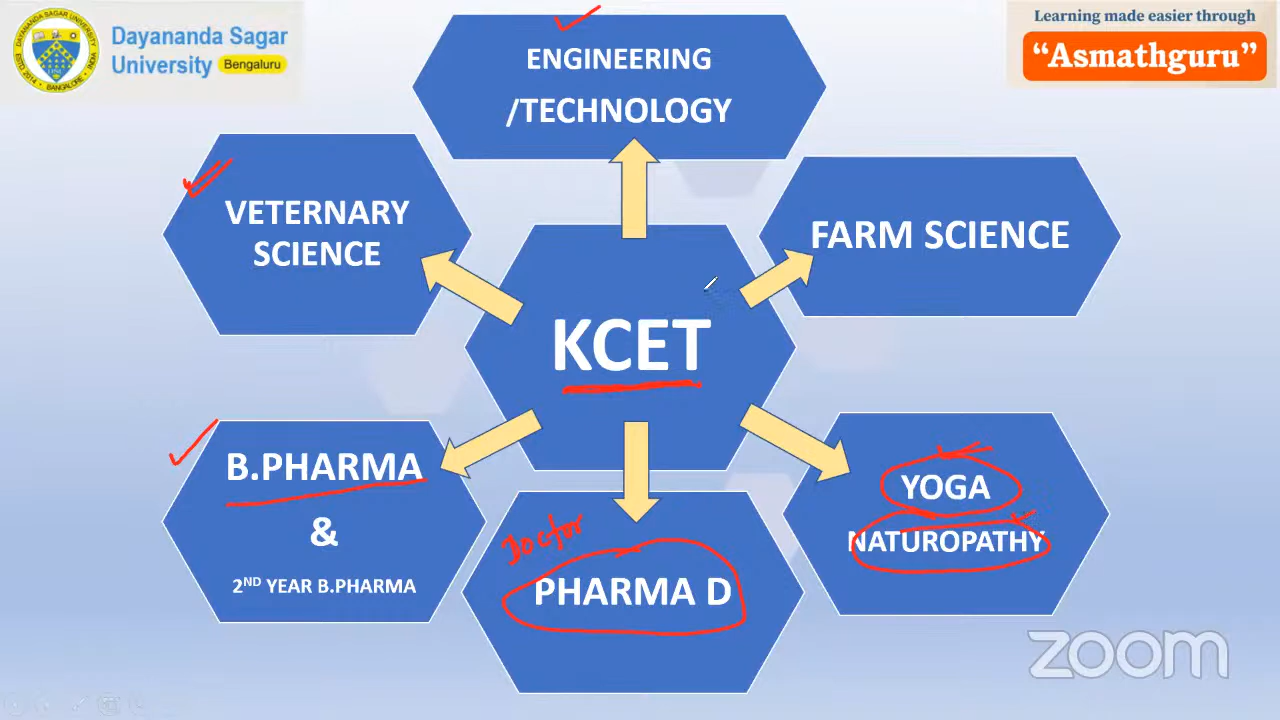 Dayananda Sagar
University Bengaluru
Learning made easier through
“Asmathguru”
ENGINEERING
/TECHNOLOGY
VETERNARY
SCIENCE
FARM SCIENCE
KCET
B.PHARMA
&
2ND YEAR B.PHARMA
Doctor
PHARMA D
YOGA
NATUROPATHY
zoom